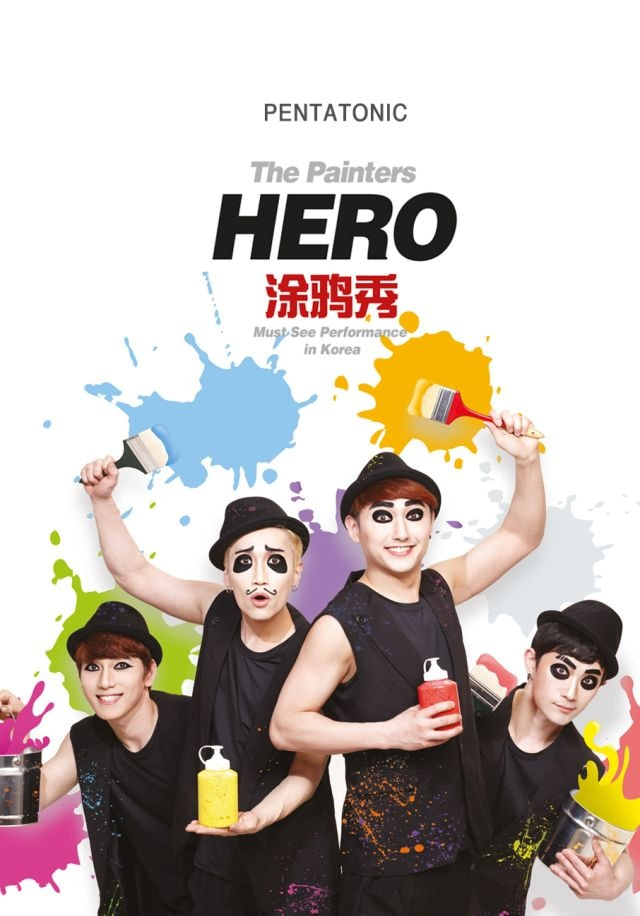 PENTATONIC
The Painters
HERO
涂鸦秀
Must See Performance
in Korea